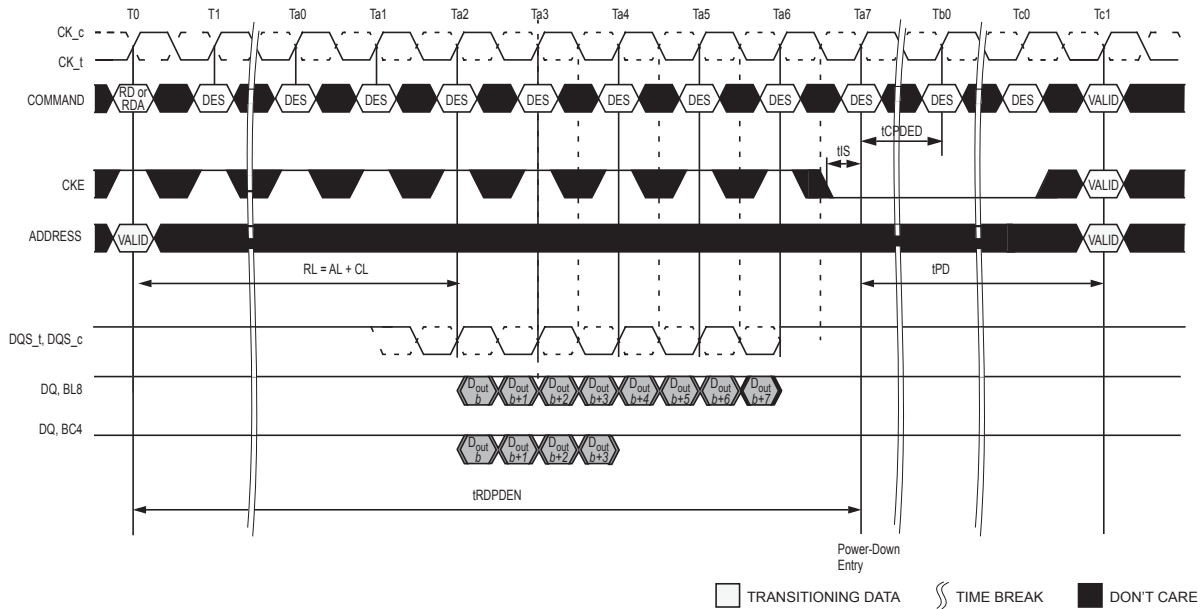 T0 T1 Ta0 Ta1 Ta2 Ta3 Ta4 Ta5 Ta6 Ta7 Tb0 Tc0 Tc1
CK_c
CK_t
COMMAND
RD or
RDA
DES DES DES DES DES DES DES DES DES DES DES VALID
tCPDED
tIS
CKE
VALID
ADDRESS
VALID VALID
RL = AL + CL
tPD
DQS_t, DQS_c
DQ, BL8
Dout Dout Dout Dout Dout Dout Dout Dout
b b+1 b+2 b+3 b+4 b+5 b+6 b+7
DQ, BC4
Dout Dout Dout Dout
b b+1 b+2 b+3
tRDPDEN
Power-Down
Entry
TRANSITIONING DATA TIME BREAK DON'T CARE